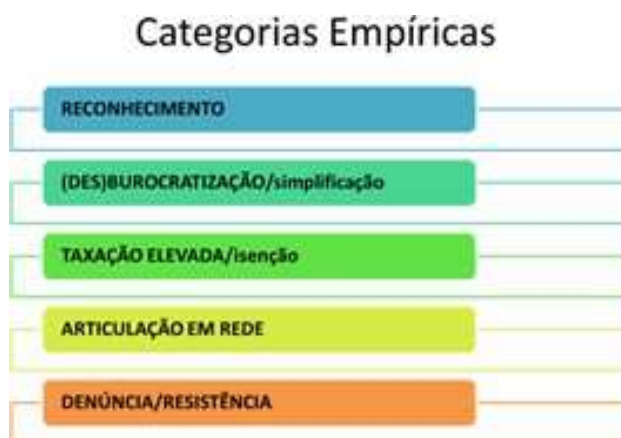 Categorias Empíricas
RECONHECIMENTO
(DES)BUROCRATIZAÇÃO/simplificação
TAXAÇÃO ELEVADA/isenção
ARTICULAÇÃO EM REDE
DENÚNCIA/RESISTÊNCIA